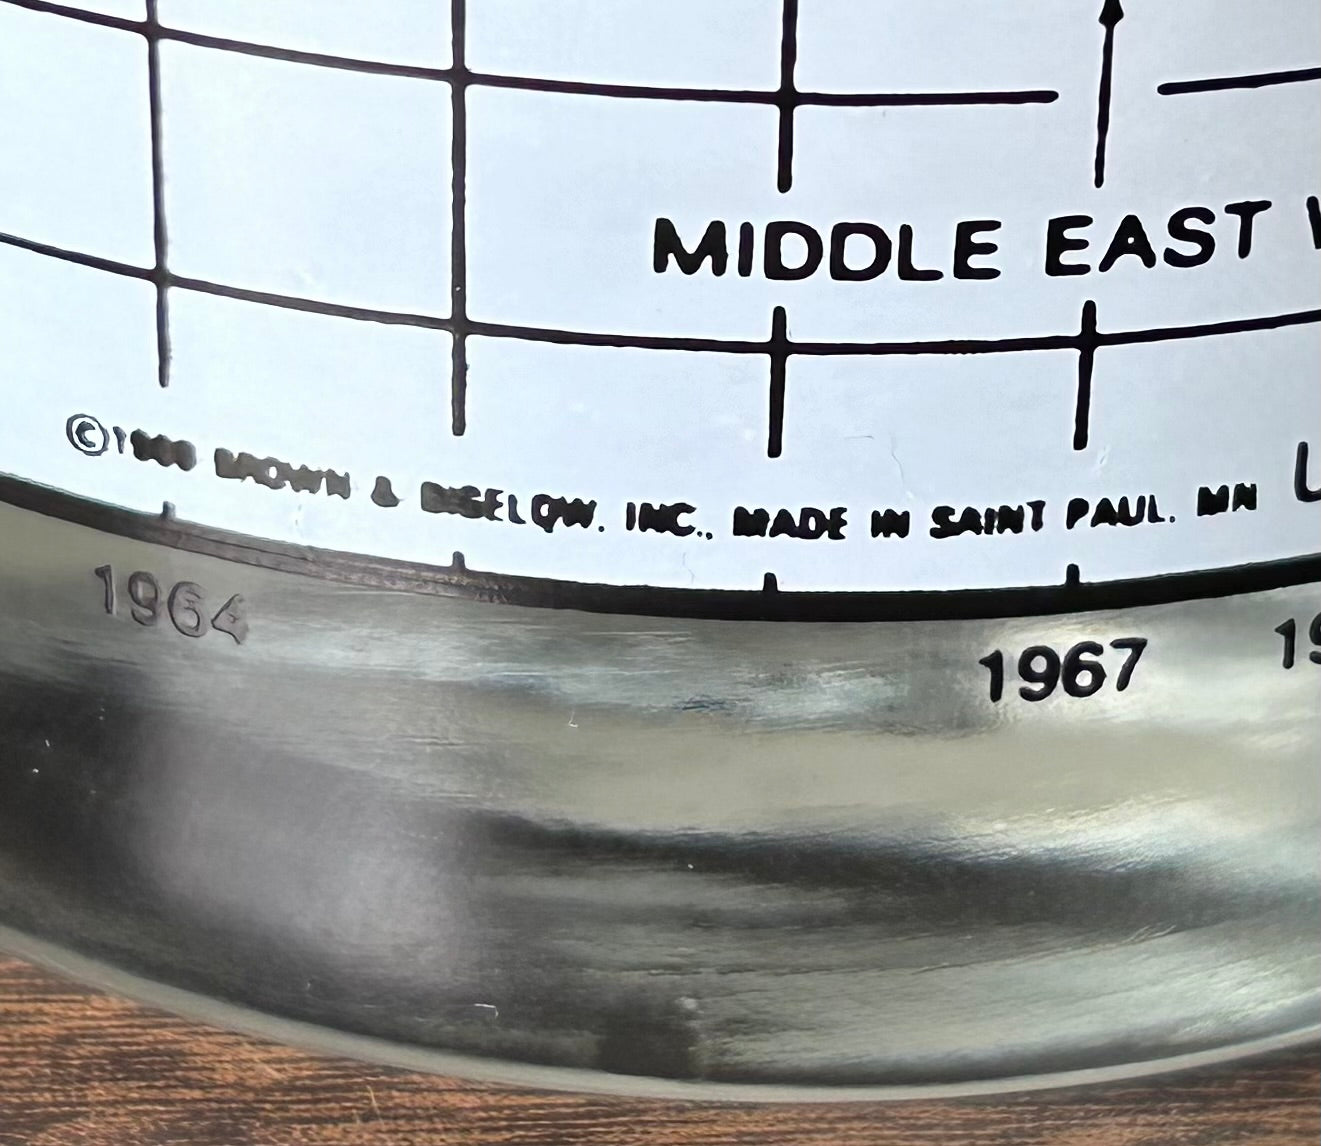 MIDDLE EAST
© BROWN & BIGELOW, INC., MADE IN SAINT PAUL, MN
1964 1967